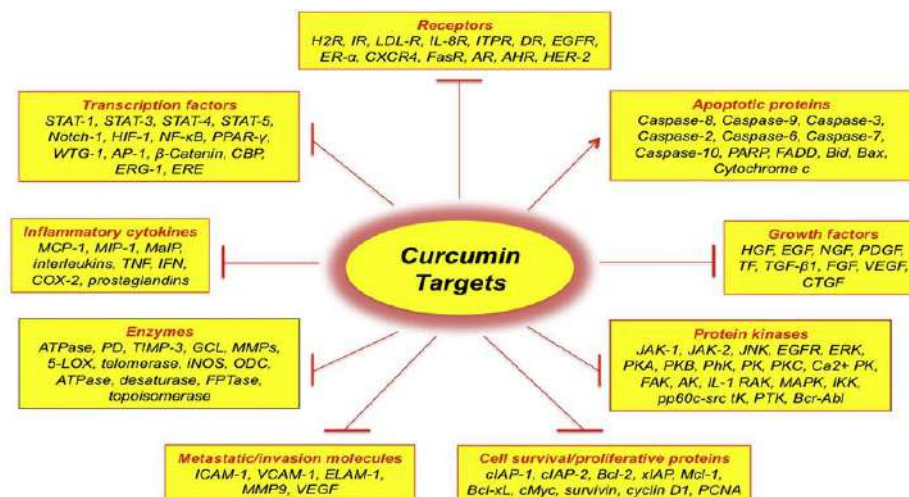 Receptors
H2R, IR, LDL-R, IL-8R, ITPR, DR, EGFR,
ER-α, CXCR4, FasR, AR, AHR, HER-2
Transcription factors
STAT-1, STAT-3, STAT-4, STAT-5,
Notch-1, HIF-1, NF-κB, PPAR-γ,
WTG-1, AP-1, β-Catenin, CBP,
ERG-1, ERE
Apoptotic proteins
Caspase-8, Caspase-9, Caspase-3,
Caspase-2, Caspase-6, Caspase-7,
Caspase-10, PARP, FADD, Bid, Bax,
Cytochrome c
Inflammatory cytokines
MCP-1, MIP-1, MaIP,
interleukins, TNF, IFN,
COX-2, prostaglandins
Curcumin
Targets
Growth factors
HGF, EGF, NGF, PDGF,
TF, TGF-β1, FGF, VEGF,
CTGF
Enzymes
ATPase, PD, TIMP-3, GCL, MMPs,
5-LOX, telomerase, iNOS, ODC,
ATPase, desaturase, FPTase,
topoisomerase
Protein kinases
JAK-1, JAK-2, JNK, EGFR, ERK,
PKA, PKB, PhK, PK, PKC, Ca2+ PK,
FAK, AK, IL-1 RAK, MAPK, IKK,
pp60c-src tK, PTK, Bcr-Abl
Metastatic/invasion molecules
ICAM-1, VCAM-1, ELAM-1,
MMP9, VEGF
Cell survival/proliferative proteins
cIAP-1, cIAP-2, Bcl-2, xIAP, Mcl-1,
Bcl-xL, cMyc, survivin, cyclin D1, PCNA